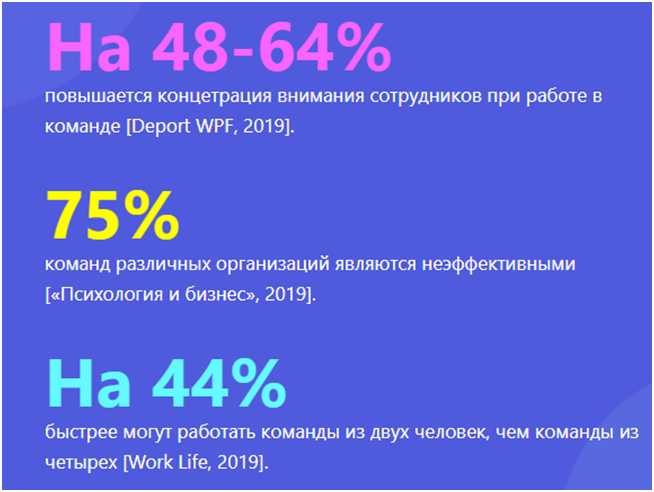 На 48-64%
повышается концетрация внимания сотрудников при работе в
команде [Deport WPF, 2019].
75%
команд различных организаций являются неэффективными
[«Психология и бизнес», 2019].
На 44%
быстрее могут работать команды из двух человек, чем команды из
четырех [Work Life, 2019].